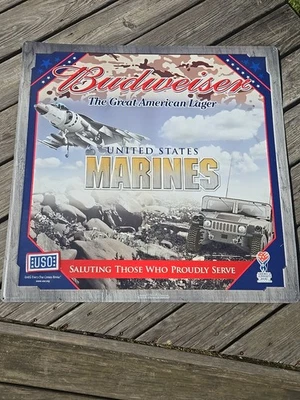 Budweiser
The Great American Lager
UNITED STATES
MARINES
USO
SALUTING THOSE WHO PROUDLY SERVE